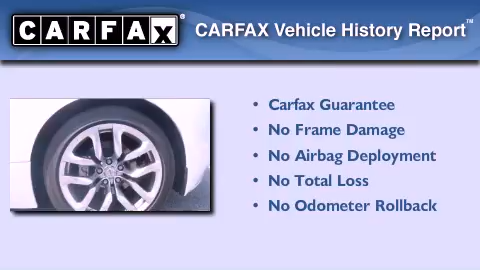 CARFAX® CARFAX Vehicle History Report™
• Carfax Guarantee
• No Frame Damage
• No Airbag Deployment
• No Total Loss
• No Odometer Rollback